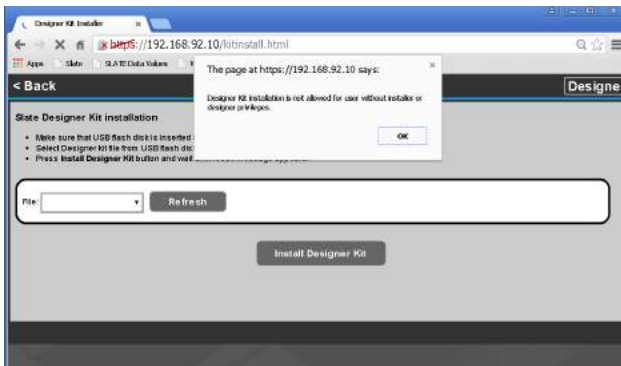 Designer Kit Installer
https://192.168.92.10/kitinstall.html
Apps Slate SLATE Data Values
The page at https://192.168.92.10 says:
Designer Kit installation is not allowed for user without installer or
designer privileges.
OK
< Back
Designe
Slate Designer Kit installation
Make sure that USB flash disk is inserted
Select Designer kit file from USB flash dis
Press Install Designer Kit button and wait
File:
Refresh
Install Designer Kit